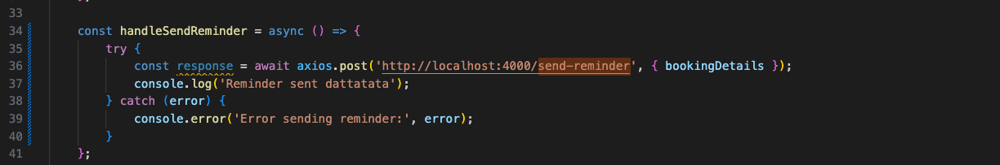 33
34 const handleSendReminder = async () => {
35 try {
36 const response = await axios.post('http://localhost:4000/send-reminder', { bookingDetails });
37 console.log('Reminder sent dattatata');
38 } catch (error) {
39 console.error('Error sending reminder:', error);
40 }
41 };